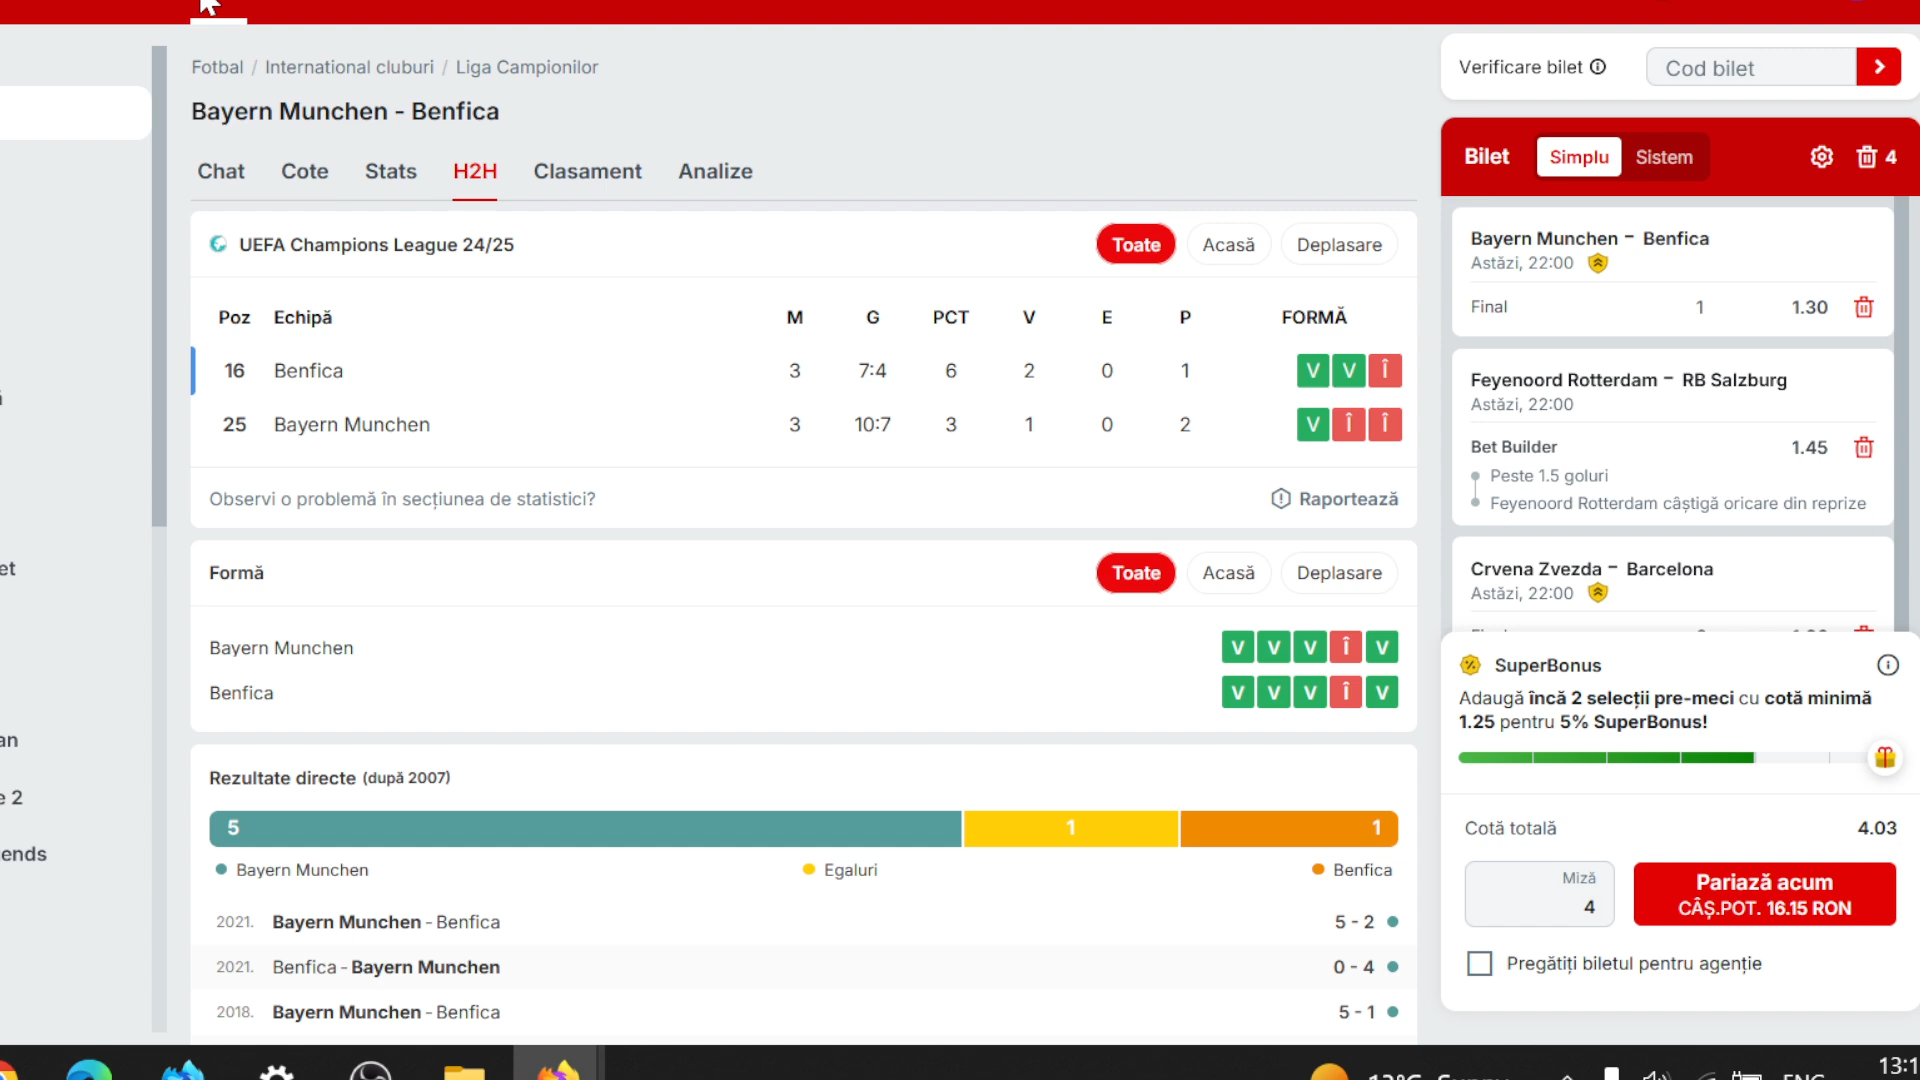 Fotbal / International cluburi / Liga Campionilor
Bayern Munchen - Benfica
Chat Cote Stats H2H Clasament Analize
UEFA Champions League 24/25 Toate Acasă Deplasare
Poz Echipă M G PCT V E P FORMĂ
16 Benfica 3 7:4 6 2 0 1 V V Î
25 Bayern Munchen 3 10:7 3 1 0 2 V Î Î
Observi o problemă în secțiunea de statistici? Raportează
Formă Toate Acasă Deplasare
Bayern Munchen V V V Î V
Benfica V V V Î V
Rezultate directe (după 2007)
5 1 1
Bayern Munchen Egaluri Benfica
2021. Bayern Munchen - Benfica 5 - 2
2021. Benfica - Bayern Munchen 0 - 4
2018. Bayern Munchen - Benfica 5 - 1
et
an
e 2
ends
Verificare bilet Cod bilet
Bilet Simplu Sistem 4
Bayern Munchen - Benfica
Astăzi, 22:00
Final 1 1.30
Feyenoord Rotterdam - RB Salzburg
Astăzi, 22:00
Bet Builder 1.45
Peste 1.5 goluri
Feyenoord Rotterdam câștigă oricare din reprize
Crvena Zvezda - Barcelona
Astăzi, 22:00
SuperBonus
Adaugă încă 2 selecții pre-meci cu cotă minimă
1.25 pentru 5% SuperBonus!
Cotă totală 4.03
Miză
4
Pariază acum
CÂȘ.POT. 16.15 RON
Pregătiți biletul pentru agenție
13:1